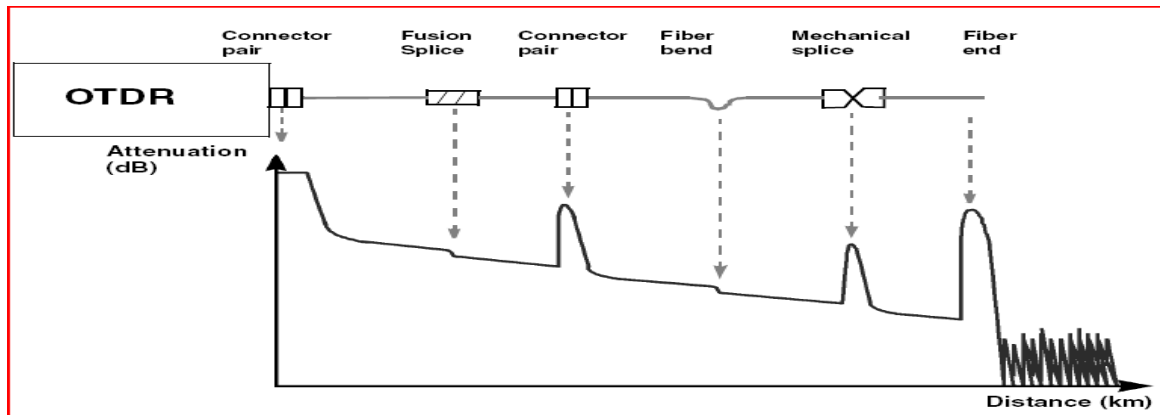 Connector
pair
Fusion
Splice
Connector
pair
Fiber
bend
Mechanical
splice
Fiber
end
OTDR
Attenuation
(dB)
Distance (km)